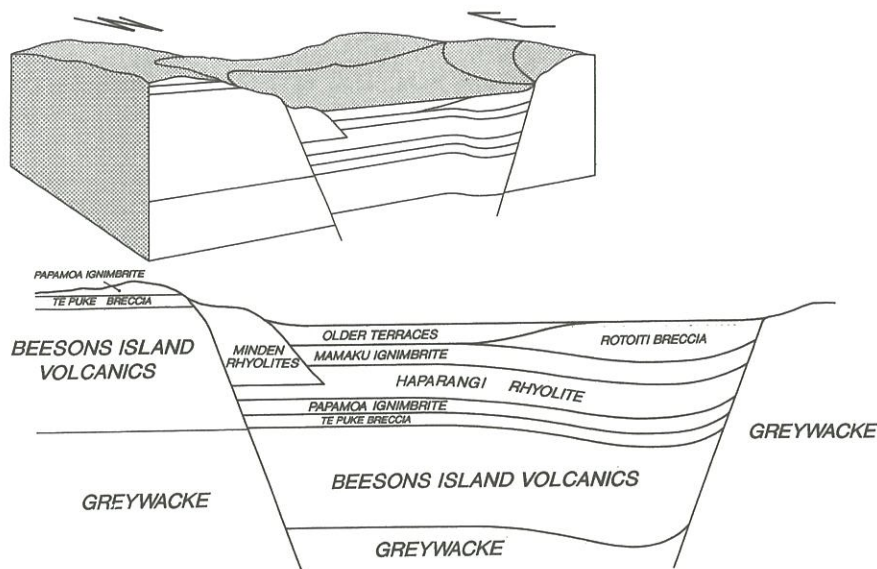 PAPAMOA IGNIMBRITE
TE PUKE BRECCIA
BEESONS ISLAND
VOLCANICS
MINDEN
RHYOLITES
OLDER TERRACES
ROTOITI BRECCIA
MAMAKU IGNIMBRITE
HAPARANGI RHYOLITE
PAPAMOA IGNIMBRITE
TE PUKE BRECCIA
GREYWACKE
BEESONS ISLAND VOLCANICS
GREYWACKE
GREYWACKE